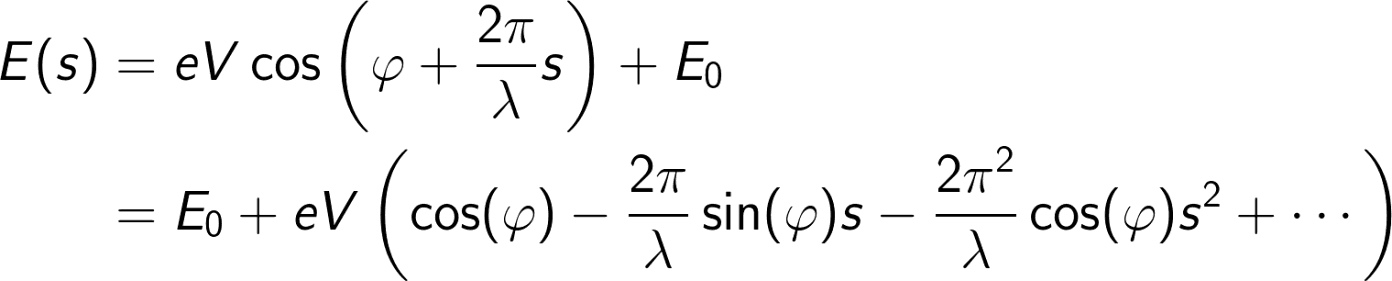 E(s) = eV cos(φ + 2π/λ s) + E₀
= E₀ + eV(cos(φ) − 2π/λ sin(φ)s − 2π²/λ cos(φ)s² + ⋯)